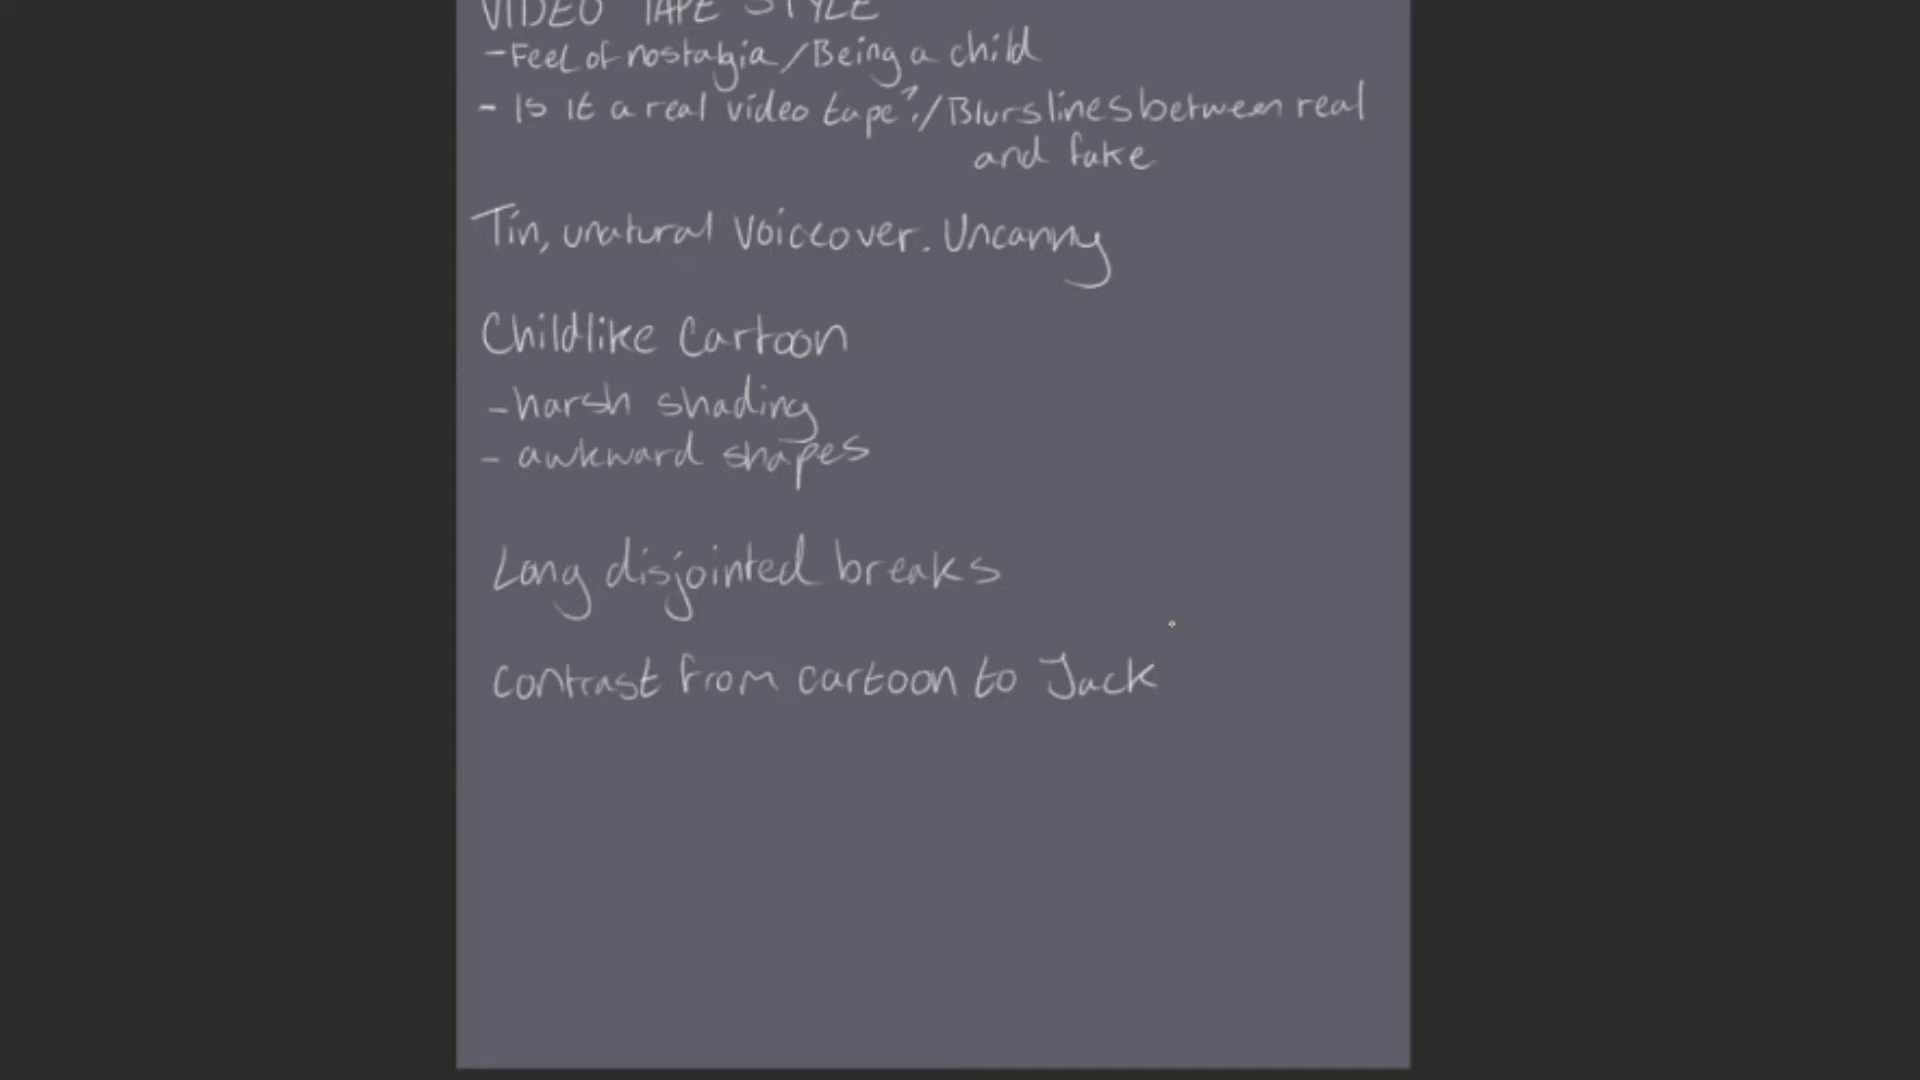 VIDEO TAPE STYLE
- Feel of nostalgia/Being a child
- Is it a real video tape?/Blurs lines between real
and fake
Tin, unatural Voiceover. Uncanny
Childlike Cartoon
- harsh shading
- awkward shapes
Long disjointed breaks
contrast from cartoon to Jack